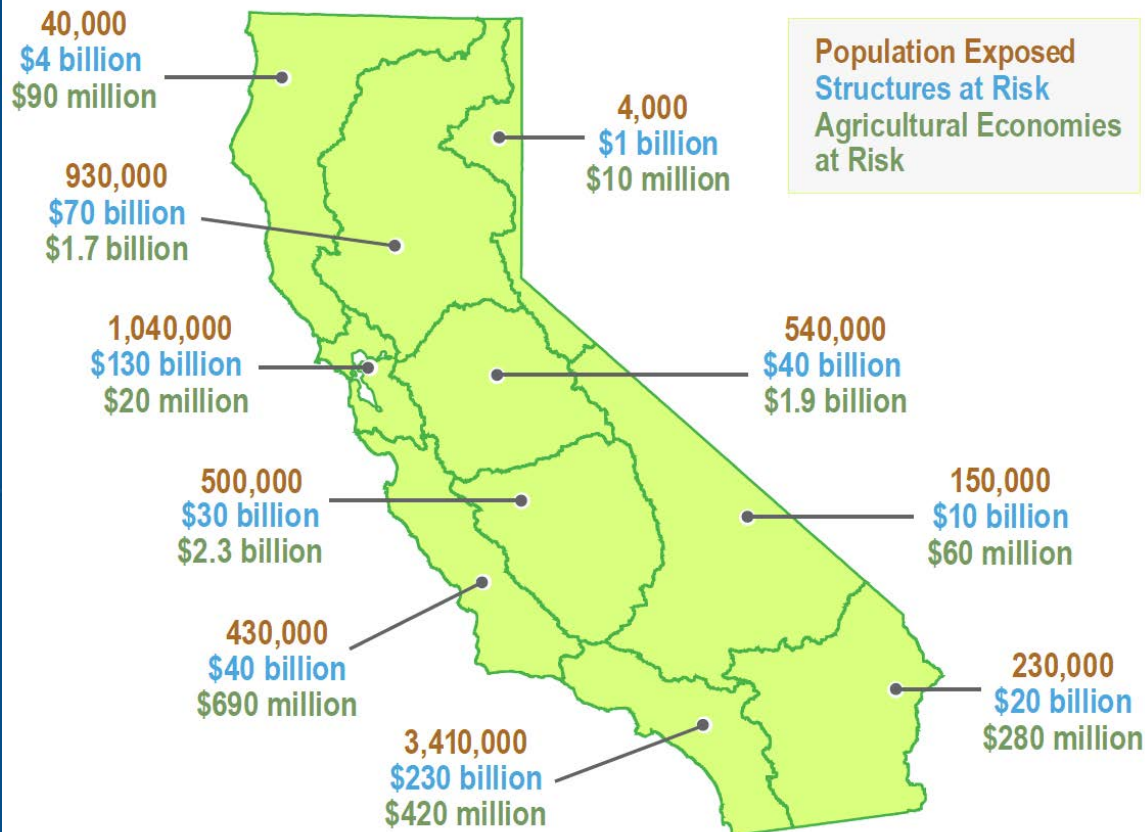 40,000
$4 billion
$90 million
Population Exposed
Structures at Risk
Agricultural Economies
at Risk
4,000
$1 billion
$10 million
930,000
$70 billion
$1.7 billion
1,040,000
$130 billion
$20 million
540,000
$40 billion
$1.9 billion
500,000
$30 billion
$2.3 billion
150,000
$10 billion
$60 million
430,000
$40 billion
$690 million
230,000
$20 billion
$280 million
3,410,000
$230 billion
$420 million